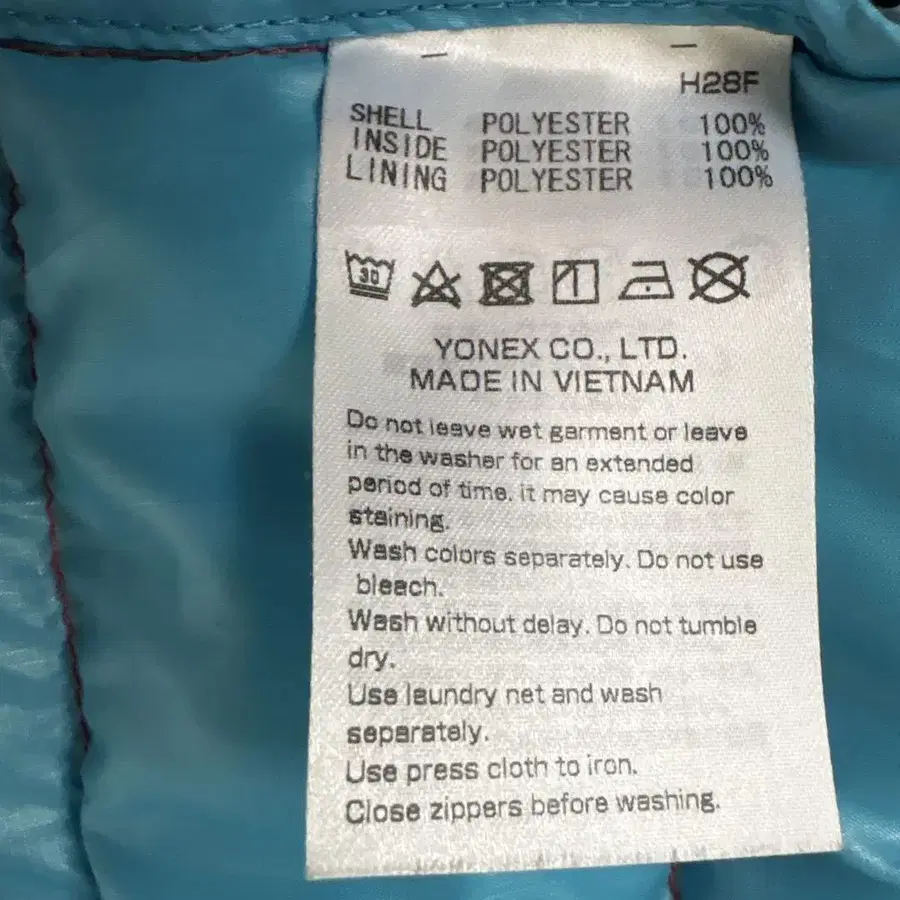 H28F
SHELL POLYESTER 100%
INSIDE POLYESTER 100%
LINING POLYESTER 100%
30
YONEX CO., LTD.
MADE IN VIETNAM
Do not leave wet garment or leave
in the washer for an extended
period of time. it may cause color
staining.
Wash colors separately. Do not use
bleach.
Wash without delay. Do not tumble
dry.
Use laundry net and wash
separately.
Use press cloth to iron.
Close zippers before washing.